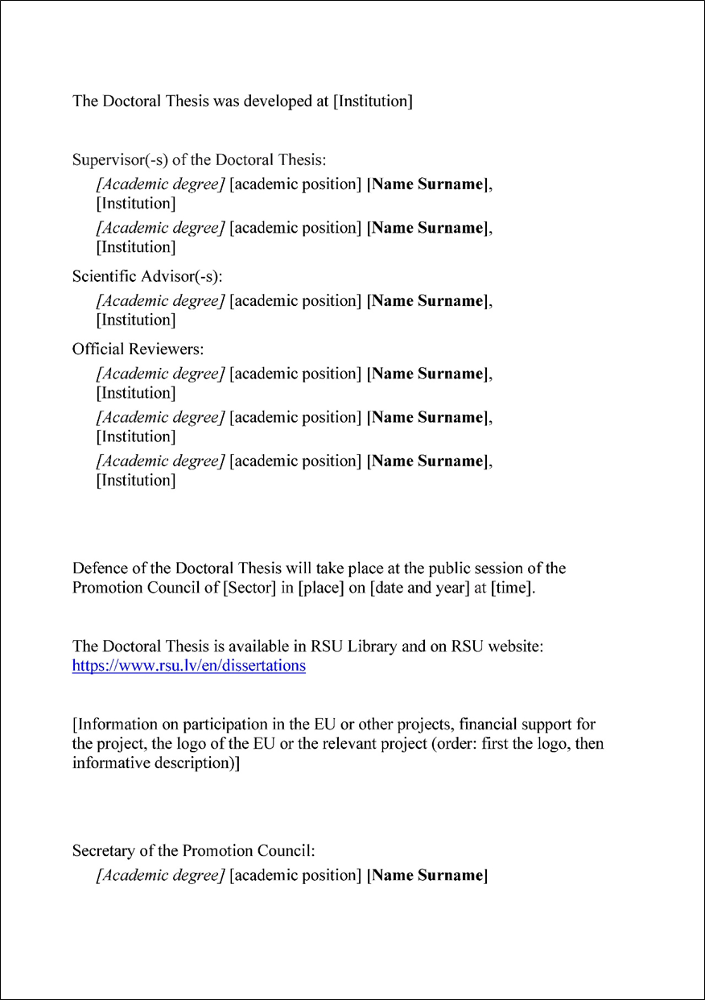 The Doctoral Thesis was developed at [Institution]
Supervisor(-s) of the Doctoral Thesis:
[Academic degree] [academic position] [Name Surname],
[Institution]
[Academic degree] [academic position] [Name Surname],
[Institution]
Scientific Advisor(-s):
[Academic degree] [academic position] [Name Surname],
[Institution]
Official Reviewers:
[Academic degree] [academic position] [Name Surname],
[Institution]
[Academic degree] [academic position] [Name Surname],
[Institution]
[Academic degree] [academic position] [Name Surname],
[Institution]
Defence of the Doctoral Thesis will take place at the public session of the
Promotion Council of [Sector] in [place] on [date and year] at [time].
The Doctoral Thesis is available in RSU Library and on RSU website:
https://www.rsu.lv/en/dissertations
[Information on participation in the EU or other projects, financial support for
the project, the logo of the EU or the relevant project (order: first the logo, then
informative description)]
Secretary of the Promotion Council:
[Academic degree] [academic position] [Name Surname]